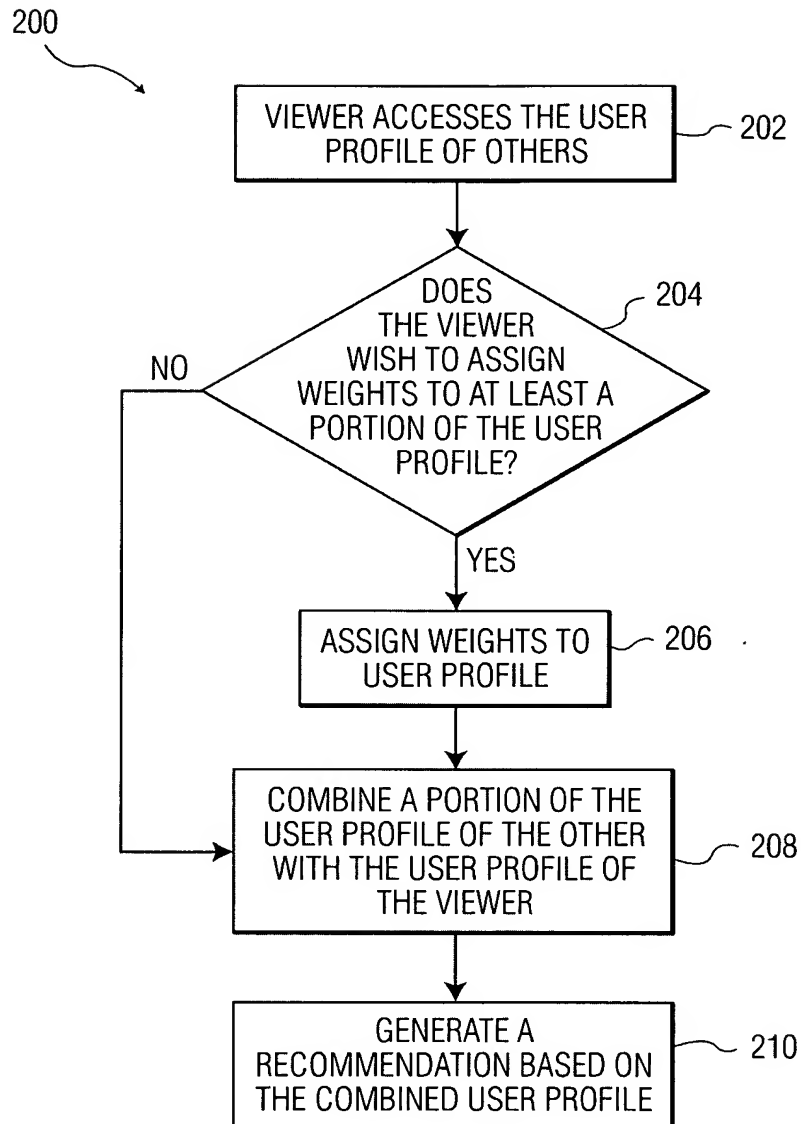 200
VIEWER ACCESSES THE USER
PROFILE OF OTHERS
202
DOES
THE VIEWER
WISH TO ASSIGN
WEIGHTS TO AT LEAST A
PORTION OF THE USER
PROFILE?
204
NO
YES
ASSIGN WEIGHTS TO
USER PROFILE
206
COMBINE A PORTION OF THE
USER PROFILE OF THE OTHER
WITH THE USER PROFILE OF
THE VIEWER
208
GENERATE A
RECOMMENDATION BASED ON
THE COMBINED USER PROFILE
210